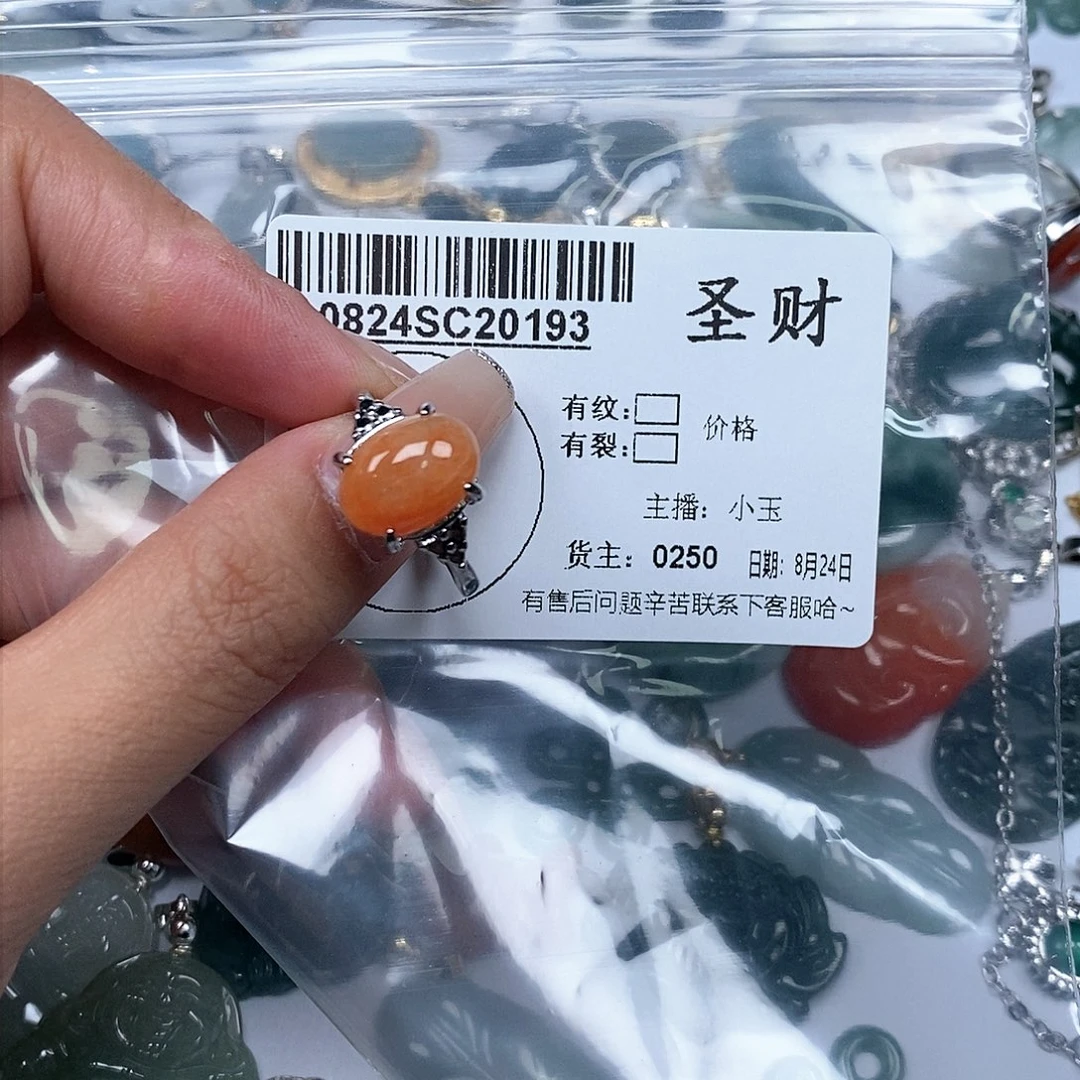 0824SC20193
圣财
有纹：
有裂：
价格
主播：小玉
货主：0250 日期：8月24日
有售后问题辛苦联系下客服哈~